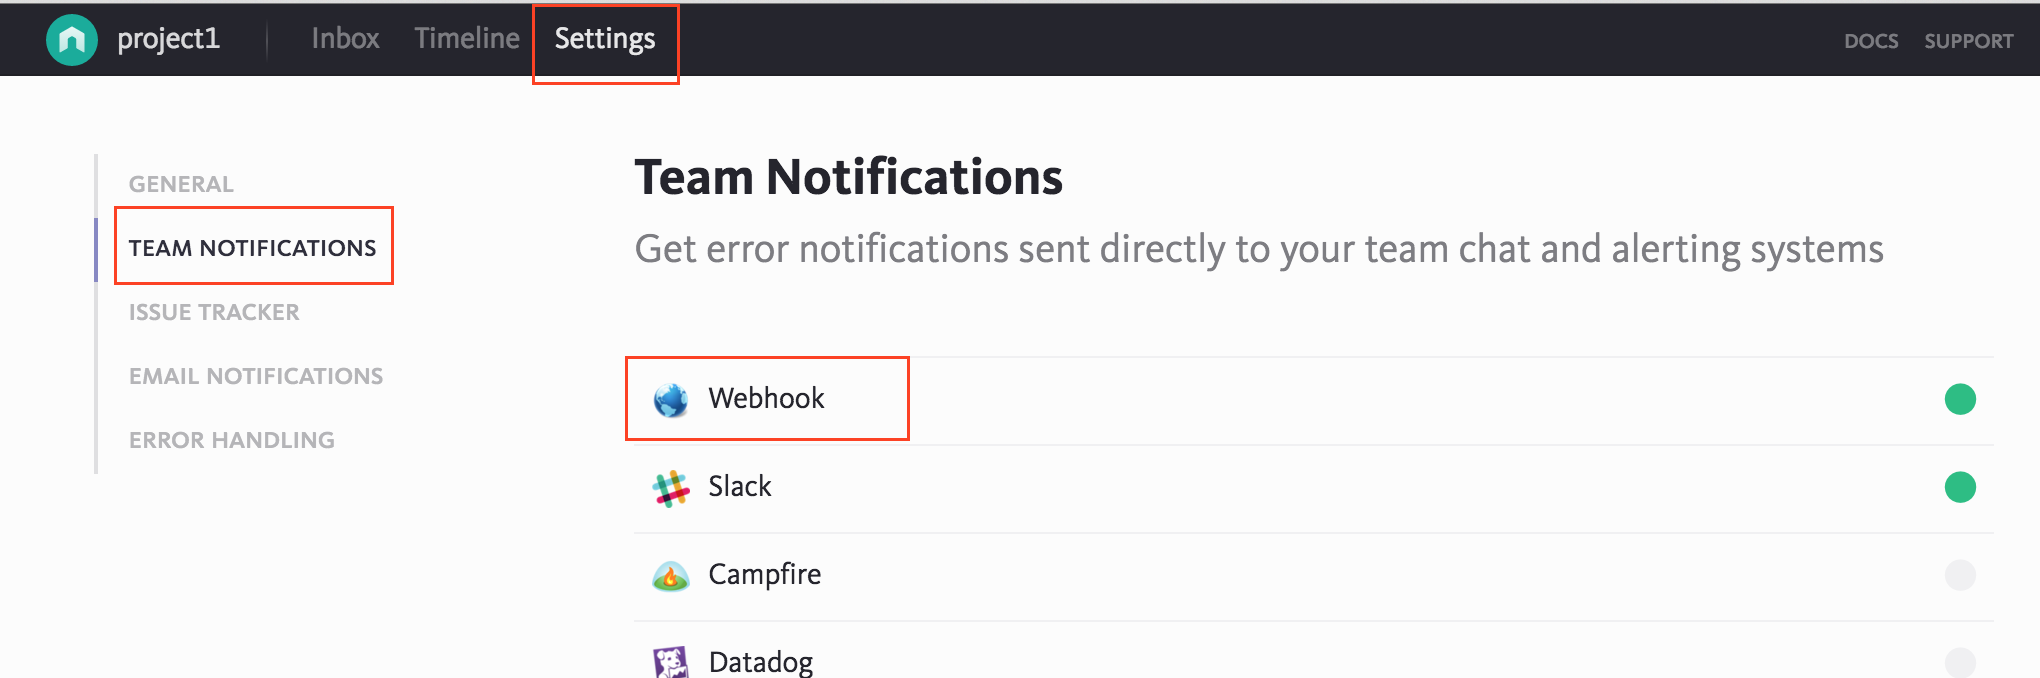 project1 Inbox Timeline Settings DOCS SUPPORT
GENERAL
TEAM NOTIFICATIONS
ISSUE TRACKER
EMAIL NOTIFICATIONS
ERROR HANDLING
Team Notifications
Get error notifications sent directly to your team chat and alerting systems
Webhook
Slack
Campfire
Datadog